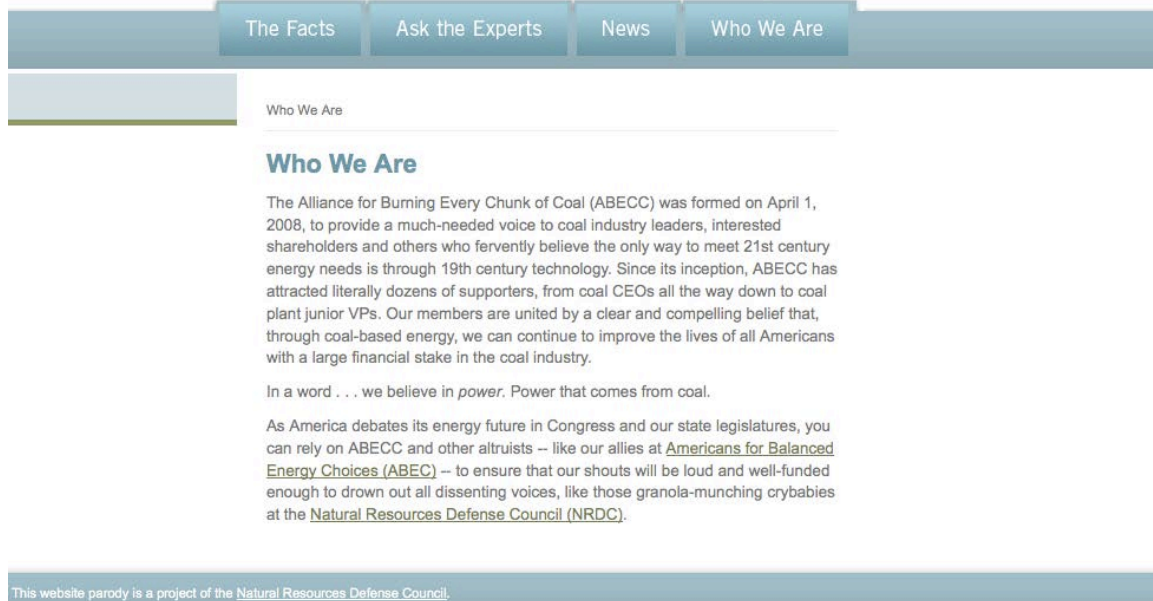 The Facts Ask the Experts News Who We Are
Who We Are
Who We Are
The Alliance for Burning Every Chunk of Coal (ABECC) was formed on April 1,
2008, to provide a much-needed voice to coal industry leaders, interested
shareholders and others who fervently believe the only way to meet 21st century
energy needs is through 19th century technology. Since its inception, ABECC has
attracted literally dozens of supporters, from coal CEOs all the way down to coal
plant junior VPs. Our members are united by a clear and compelling belief that,
through coal-based energy, we can continue to improve the lives of all Americans
with a large financial stake in the coal industry.
In a word . . . we believe in power. Power that comes from coal.
As America debates its energy future in Congress and our state legislatures, you
can rely on ABECC and other altruists -- like our allies at Americans for Balanced
Energy Choices (ABEC) -- to ensure that our shouts will be loud and well-funded
enough to drown out all dissenting voices, like those granola-munching crybabies
at the Natural Resources Defense Council (NRDC).
This website parody is a project of the Natural Resources Defense Council.